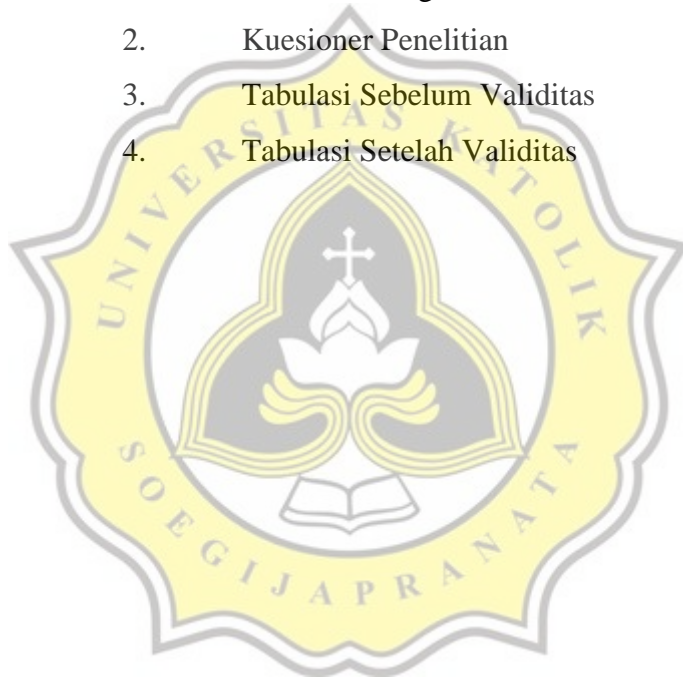 2. Kuesioner Penelitian
3. Tabulasi Sebelum Validitas
4. Tabulasi Setelah Validitas
UNIVERSITAS KATOLIK
SOEGIJAPRANATA